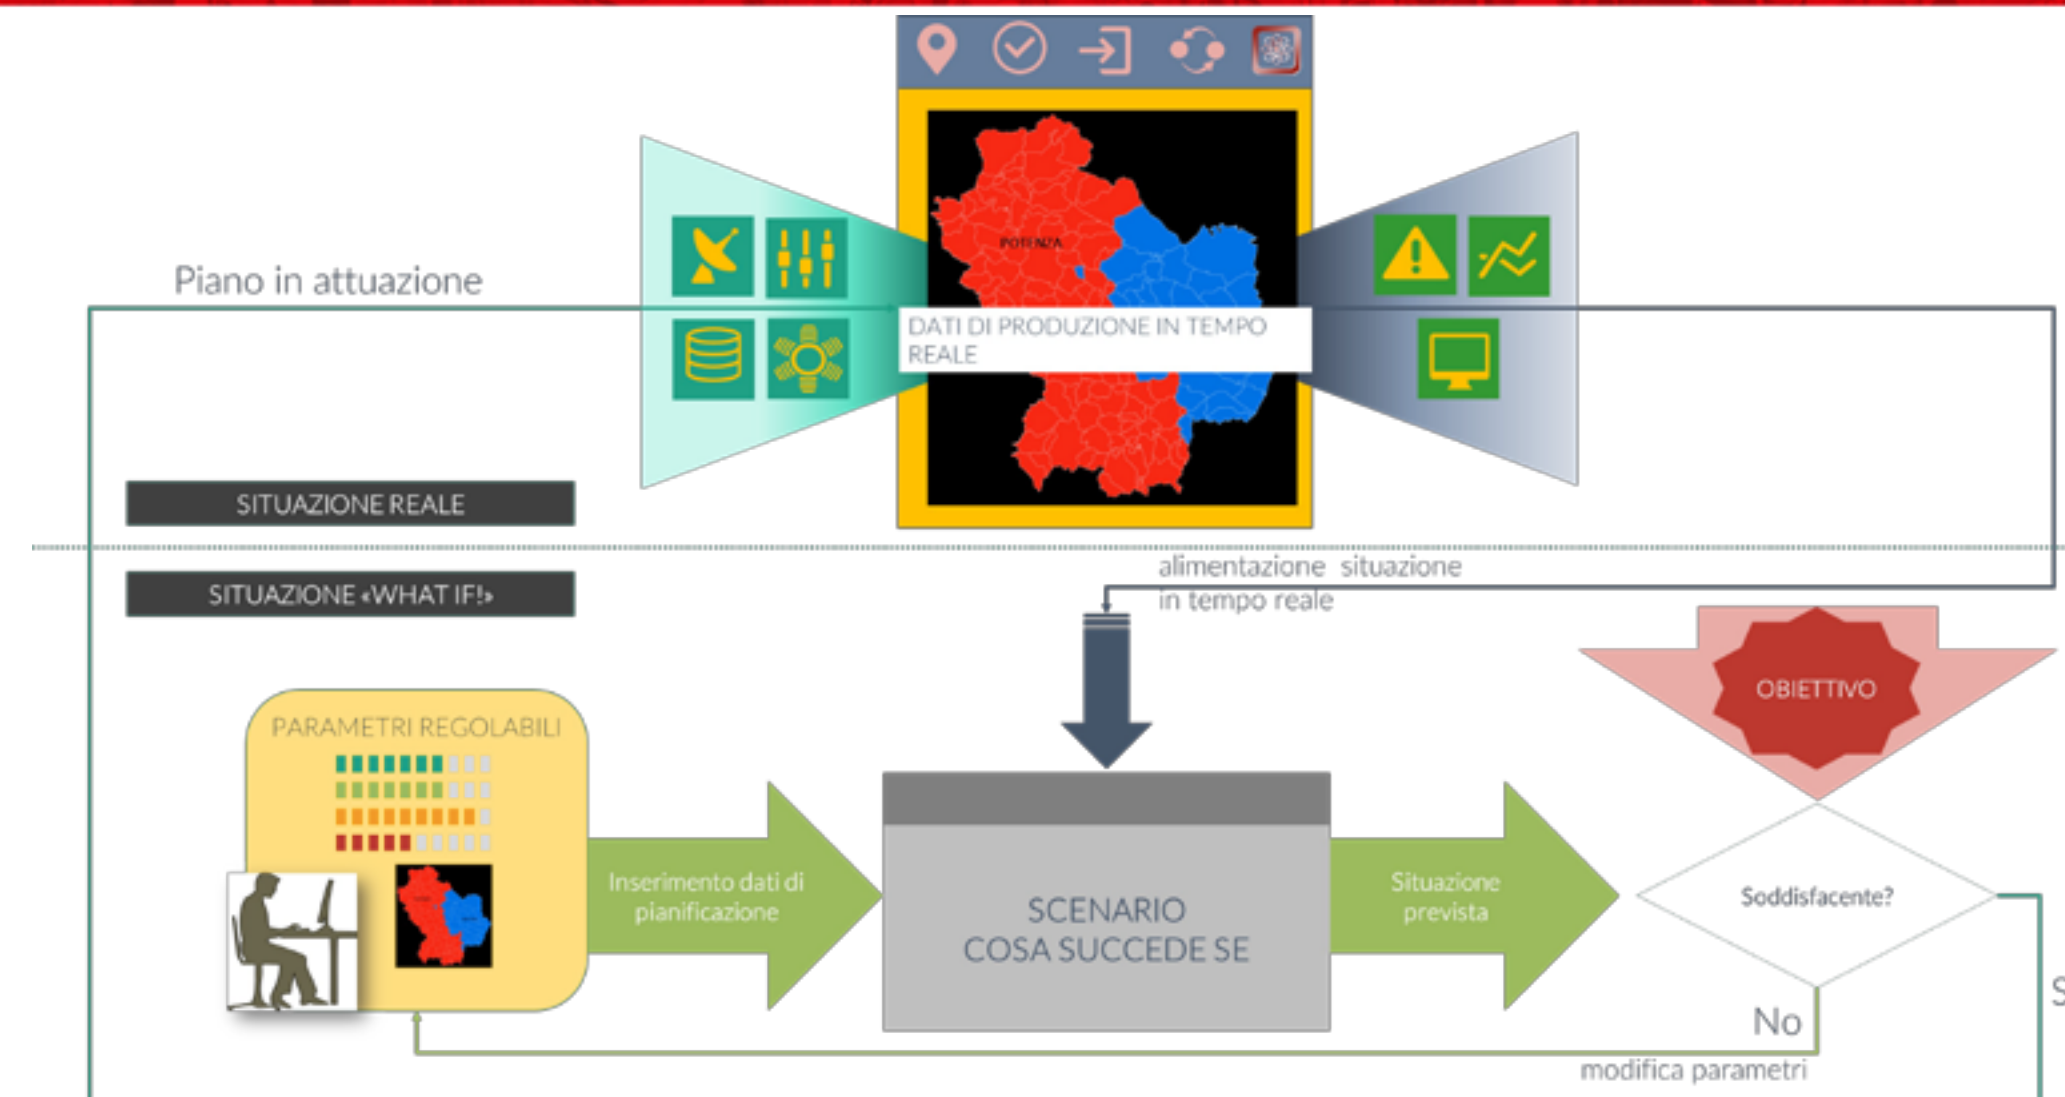 POTENZA
Piano in attuazione
DATI DI PRODUZIONE IN TEMPO
REALE
SITUAZIONE REALE
SITUAZIONE «WHAT IF!»
alimentazione situazione
in tempo reale
OBIETTIVO
PARAMETRI REGOLABILI
Inserimento dati di
pianificazione
SCENARIO
COSA SUCCEDE SE
Situazione
prevista
Soddisfacente?
No
modifica parametri